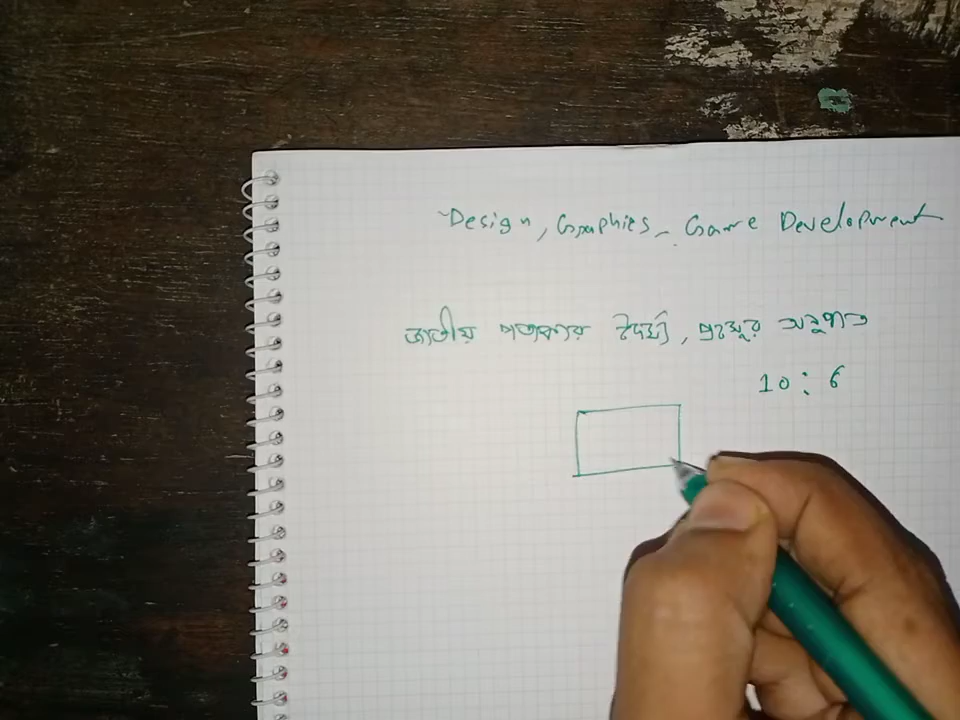 Design, Graphics, Game Development
জাতীয় পতাকার দৈর্ঘ্য, প্রস্থের অনুপাত
10 : 6